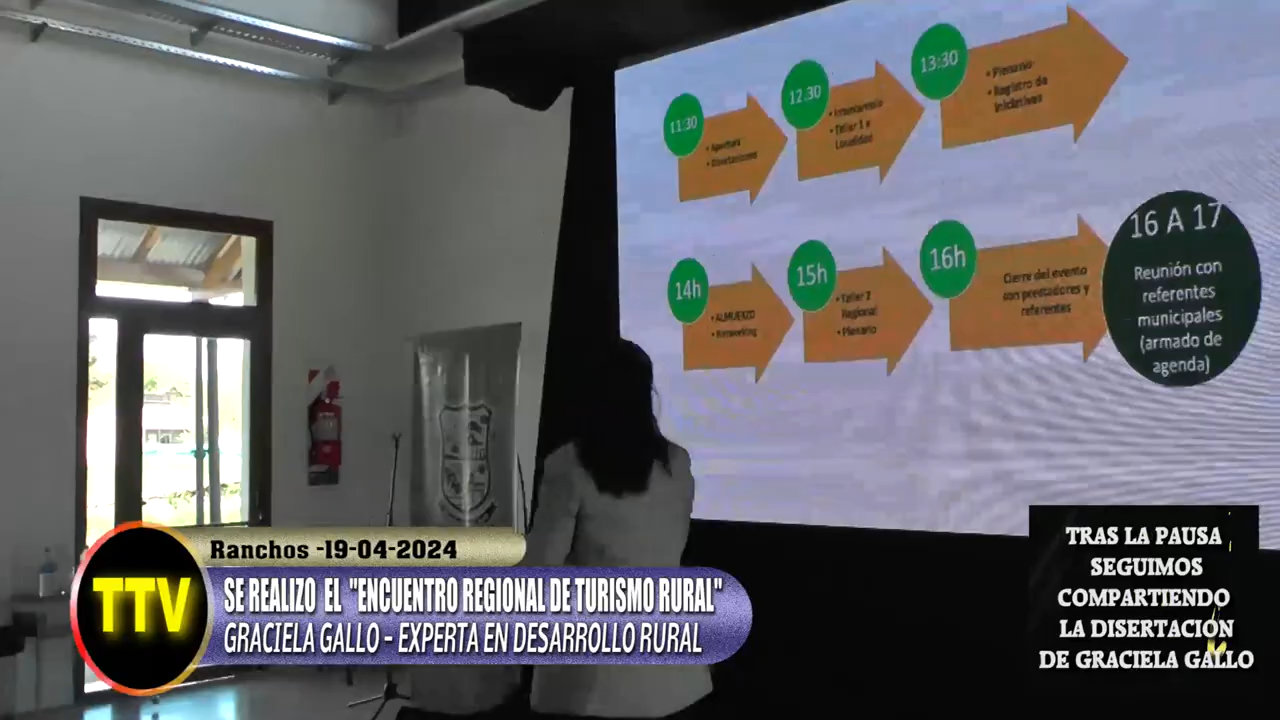 11:30
• Apertura
• Disertaciones
12.30
• Intermedio
• Taller 1 x
Localidad
13:30
• Plenario
• Registro de
iniciativas
14h
• ALMUERZO
• Networking
15h
• Taller 2
Regional
• Plenario
16h
Cierre del evento
con prestadores y
referentes
16 A 17
Reunión con
referentes
municipales
(armado de
agenda)
TTV
Ranchos -19-04-2024
SE REALIZO EL "ENCUENTRO REGIONAL DE TURISMO RURAL"
GRACIELA GALLO - EXPERTA EN DESARROLLO RURAL
TRAS LA PAUSA
SEGUIMOS
COMPARTIENDO
LA DISERTACION
DE GRACIELA GALLO